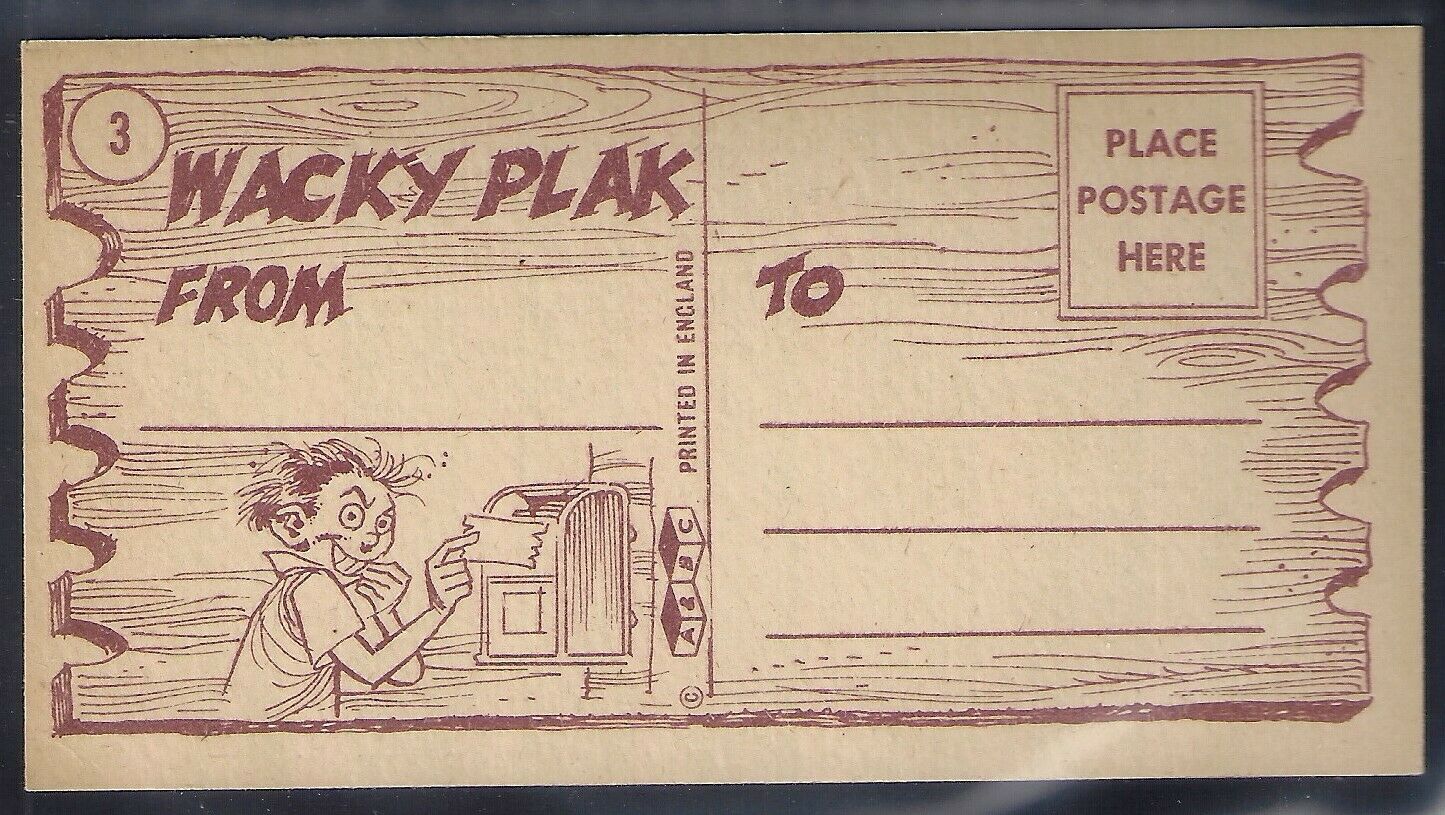 3
WACKY PLAK
FROM
PRINTED IN ENGLAND
A & B C
©
TO
PLACE
POSTAGE
HERE